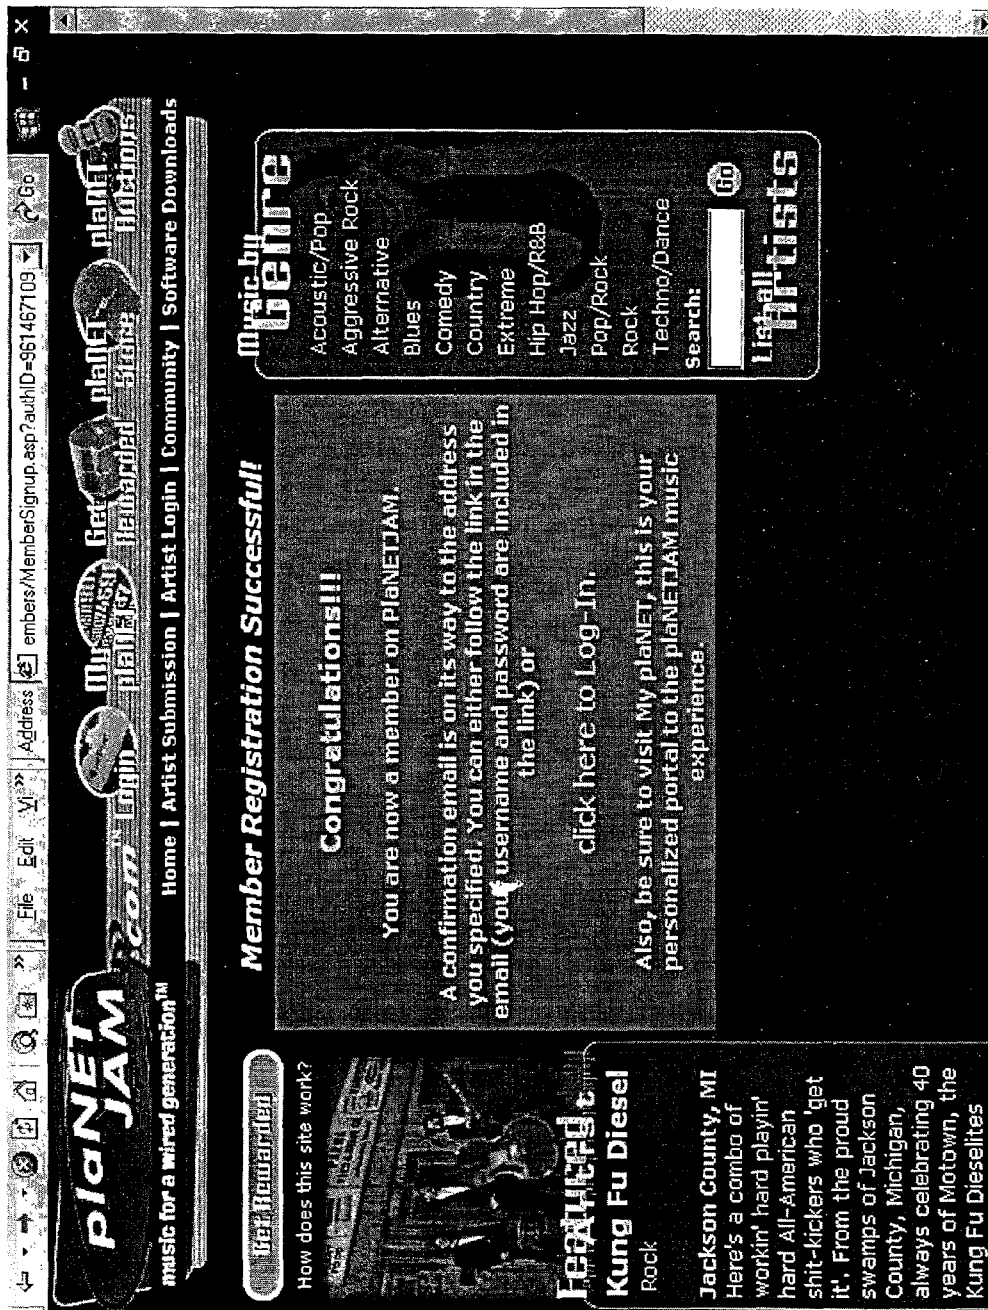 File Edit Vi >> Address embers/MemberSignup.asp?authID=961467109 Go
plaNET JAM .com TM
Login
My plaNET
Get Rewarded
plaNET Store
plaNET Auctions
music for a wired generation™
Home | Artist Submission | Artist Login | Community | Software Downloads
Get Rewarded
How does this site work?
Featured Artist
Kung Fu Diesel
Rock
Jackson County, MI
Here's a combo of
workin' hard playin'
hard All-American
shit-kickers who 'get
it'. From the proud
swamps of Jackson
County, Michigan,
always celebrating 40
years of Motown, the
Kung Fu Dieselites
Member Registration Successful!
Congratulations!!!
You are now a member on PlaNETJAM.
A confirmation email is on its way to the address
you specified. You can either follow the link in the
email (your username and password are included in
the link) or
click here to Log-In.
Also, be sure to visit My plaNET, this is your
personalized portal to the plaNETJAM music
experience.
Music by
Genre
Acoustic/Pop
Aggressive Rock
Alternative
Blues
Comedy
Country
Extreme
Hip Hop/R&B
Jazz
Pop/Rock
Rock
Techno/Dance
Search:
Go
List all
Artists